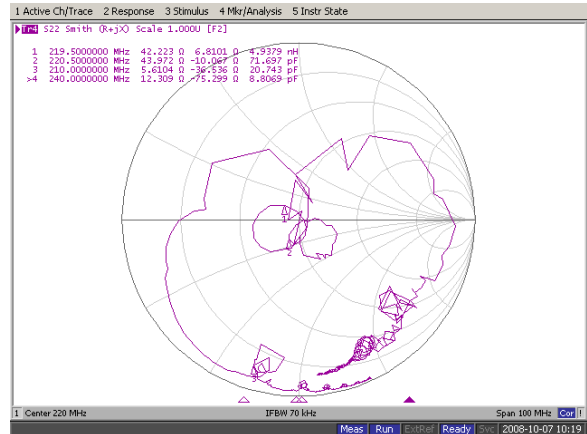 1 Active Ch/Trace 2 Response 3 Stimulus 4 Mkr/Analysis 5 Instr State
Tr4 S22 Smith (R+jX) Scale 1.000U [F2]
1 219.5000000 MHz 42.223 Ω 6.8101 Ω 4.9379 nH
2 220.5000000 MHz 43.972 Ω -10.067 Ω 71.697 pF
3 210.0000000 MHz 5.6104 Ω -36.536 Ω 20.743 pF
>4 240.0000000 MHz 12.309 Ω -75.299 Ω 8.8069 pF
1
2
3
1 Center 220 MHz IFBW 70 kHz Span 100 MHz Cor !
Meas Run ExtRef Ready Svc 2008-10-07 10:19